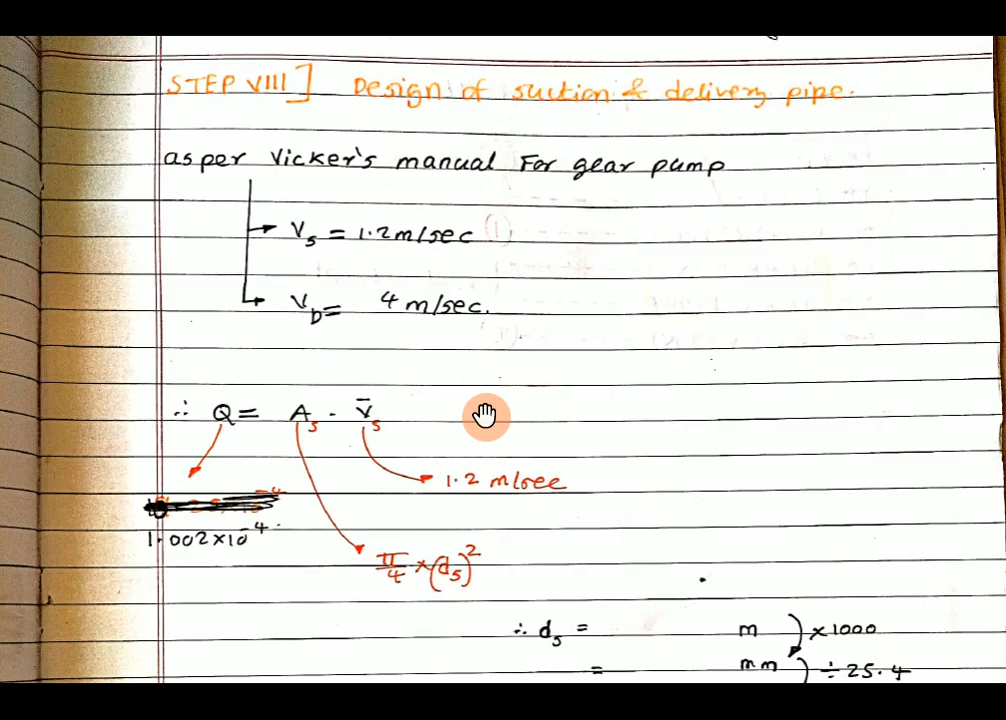 STEP VIII] Design of suction & delivery pipe.
as per Vicker's manual For gear pump
Vs = 1.2 m/sec (1)
VD = 4 m/sec.
∴ Q = As - V̄s
1.2 m/sec
1.002 × 10⁻⁴
π/4 × (ds)²
∴ ds = m ) × 1000
= mm ) ÷ 25.4